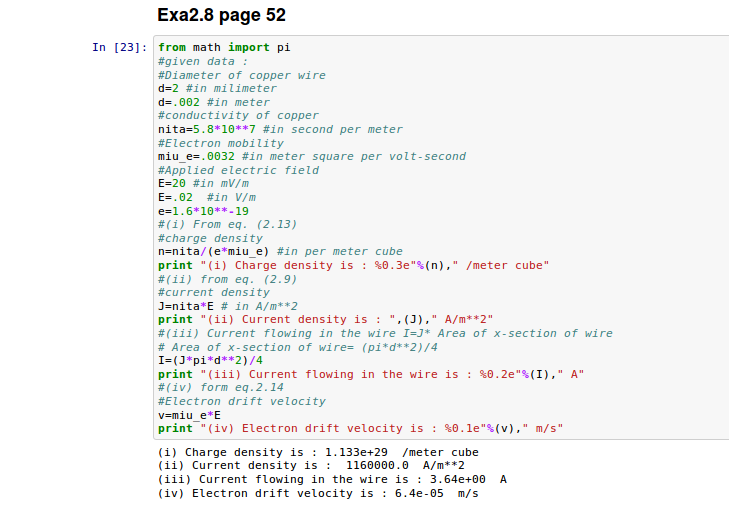 Exa2.8 page 52
In [23]: from math import pi
#given data :
#Diameter of copper wire
d=2 #in milimeter
d=.002 #in meter
#conductivity of copper
nita=5.8*10**7 #in second per meter
#Electron mobility
miu_e=.0032 #in meter square per volt-second
#Applied electric field
E=20 #in mV/m
E=.02  #in V/m
e=1.6*10**-19
#(i) From eq. (2.13)
#charge density
n=nita/(e*miu_e) #in per meter cube
print "(i) Charge density is : %0.3e"%(n)," /meter cube"
#(ii) from eq. (2.9)
#current density
J=nita*E # in A/m**2
print "(ii) Current density is : ",(J)," A/m**2"
#(iii) Current flowing in the wire I=J* Area of x-section of wire
# Area of x-section of wire= (pi*d**2)/4
I=(J*pi*d**2)/4
print "(iii) Current flowing in the wire is : %0.2e"%(I)," A"
#(iv) form eq.2.14
#Electron drift velocity
v=miu_e*E
print "(iv) Electron drift velocity is : %0.1e"%(v)," m/s"
(i) Charge density is : 1.133e+29  /meter cube
(ii) Current density is :  1160000.0  A/m**2
(iii) Current flowing in the wire is : 3.64e+00  A
(iv) Electron drift velocity is : 6.4e-05  m/s